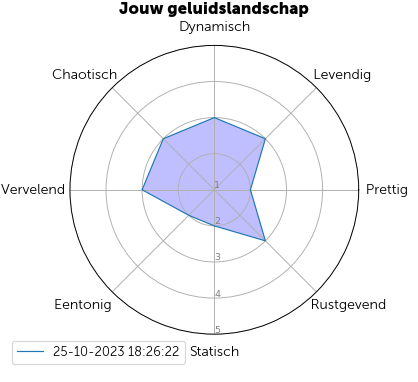 Jouw geluidslandschap
Dynamisch
Chaotisch
Levendig
Vervelend
1
Prettig
2
3
4
Eentonig
Rustgevend
5
25-10-2023 18:26:22
Statisch